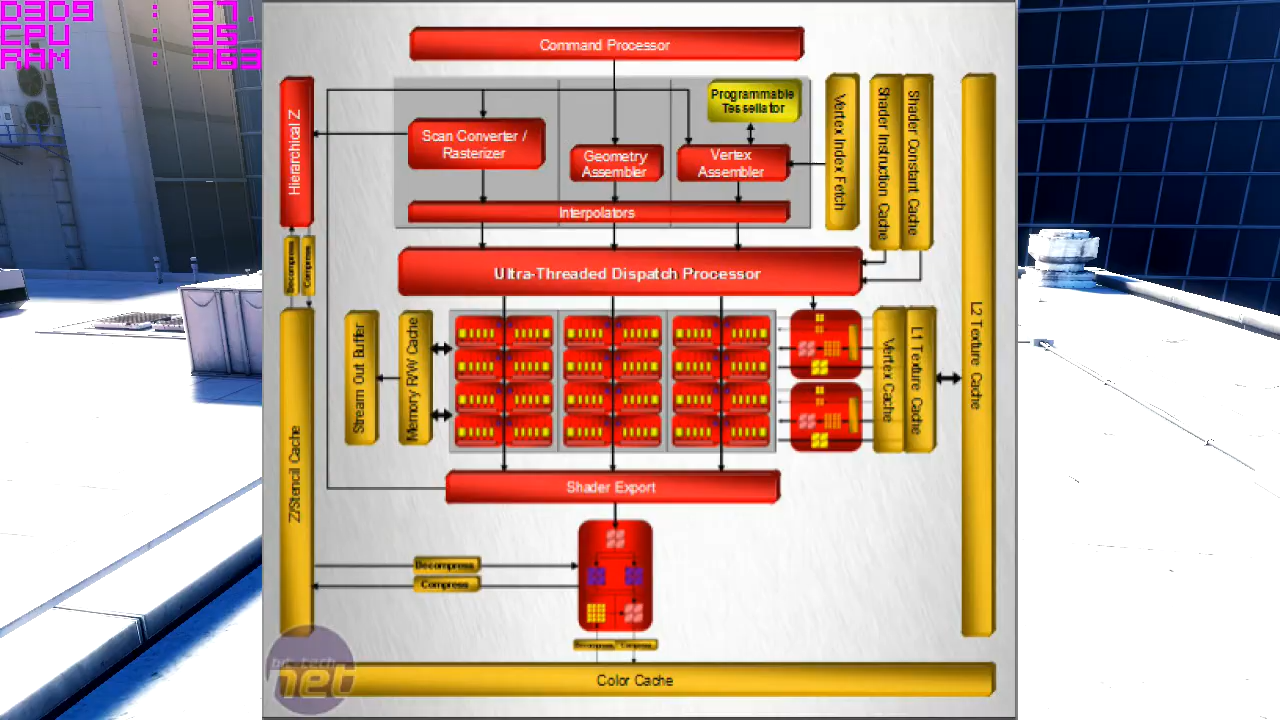 D3D9 : 37.
CPU : 35
RAM : 363
Command Processor
Hierarchical Z
Scan Converter /
Rasterizer
Geometry
Assembler
Programmable
Tessellator
Vertex
Assembler
Vertex Index Fetch
Shader Instruction Cache
Shader Constant Cache
Interpolators
Ultra-Threaded Dispatch Processor
Decompress
Compress
Stream Out Buffer
Memory R/W Cache
Vertex Cache
L1 Texture Cache
L2 Texture Cache
Z/Stencil Cache
Shader Export
Decompress
Compress
Decompress
Compress
bit-tech
net
Color Cache